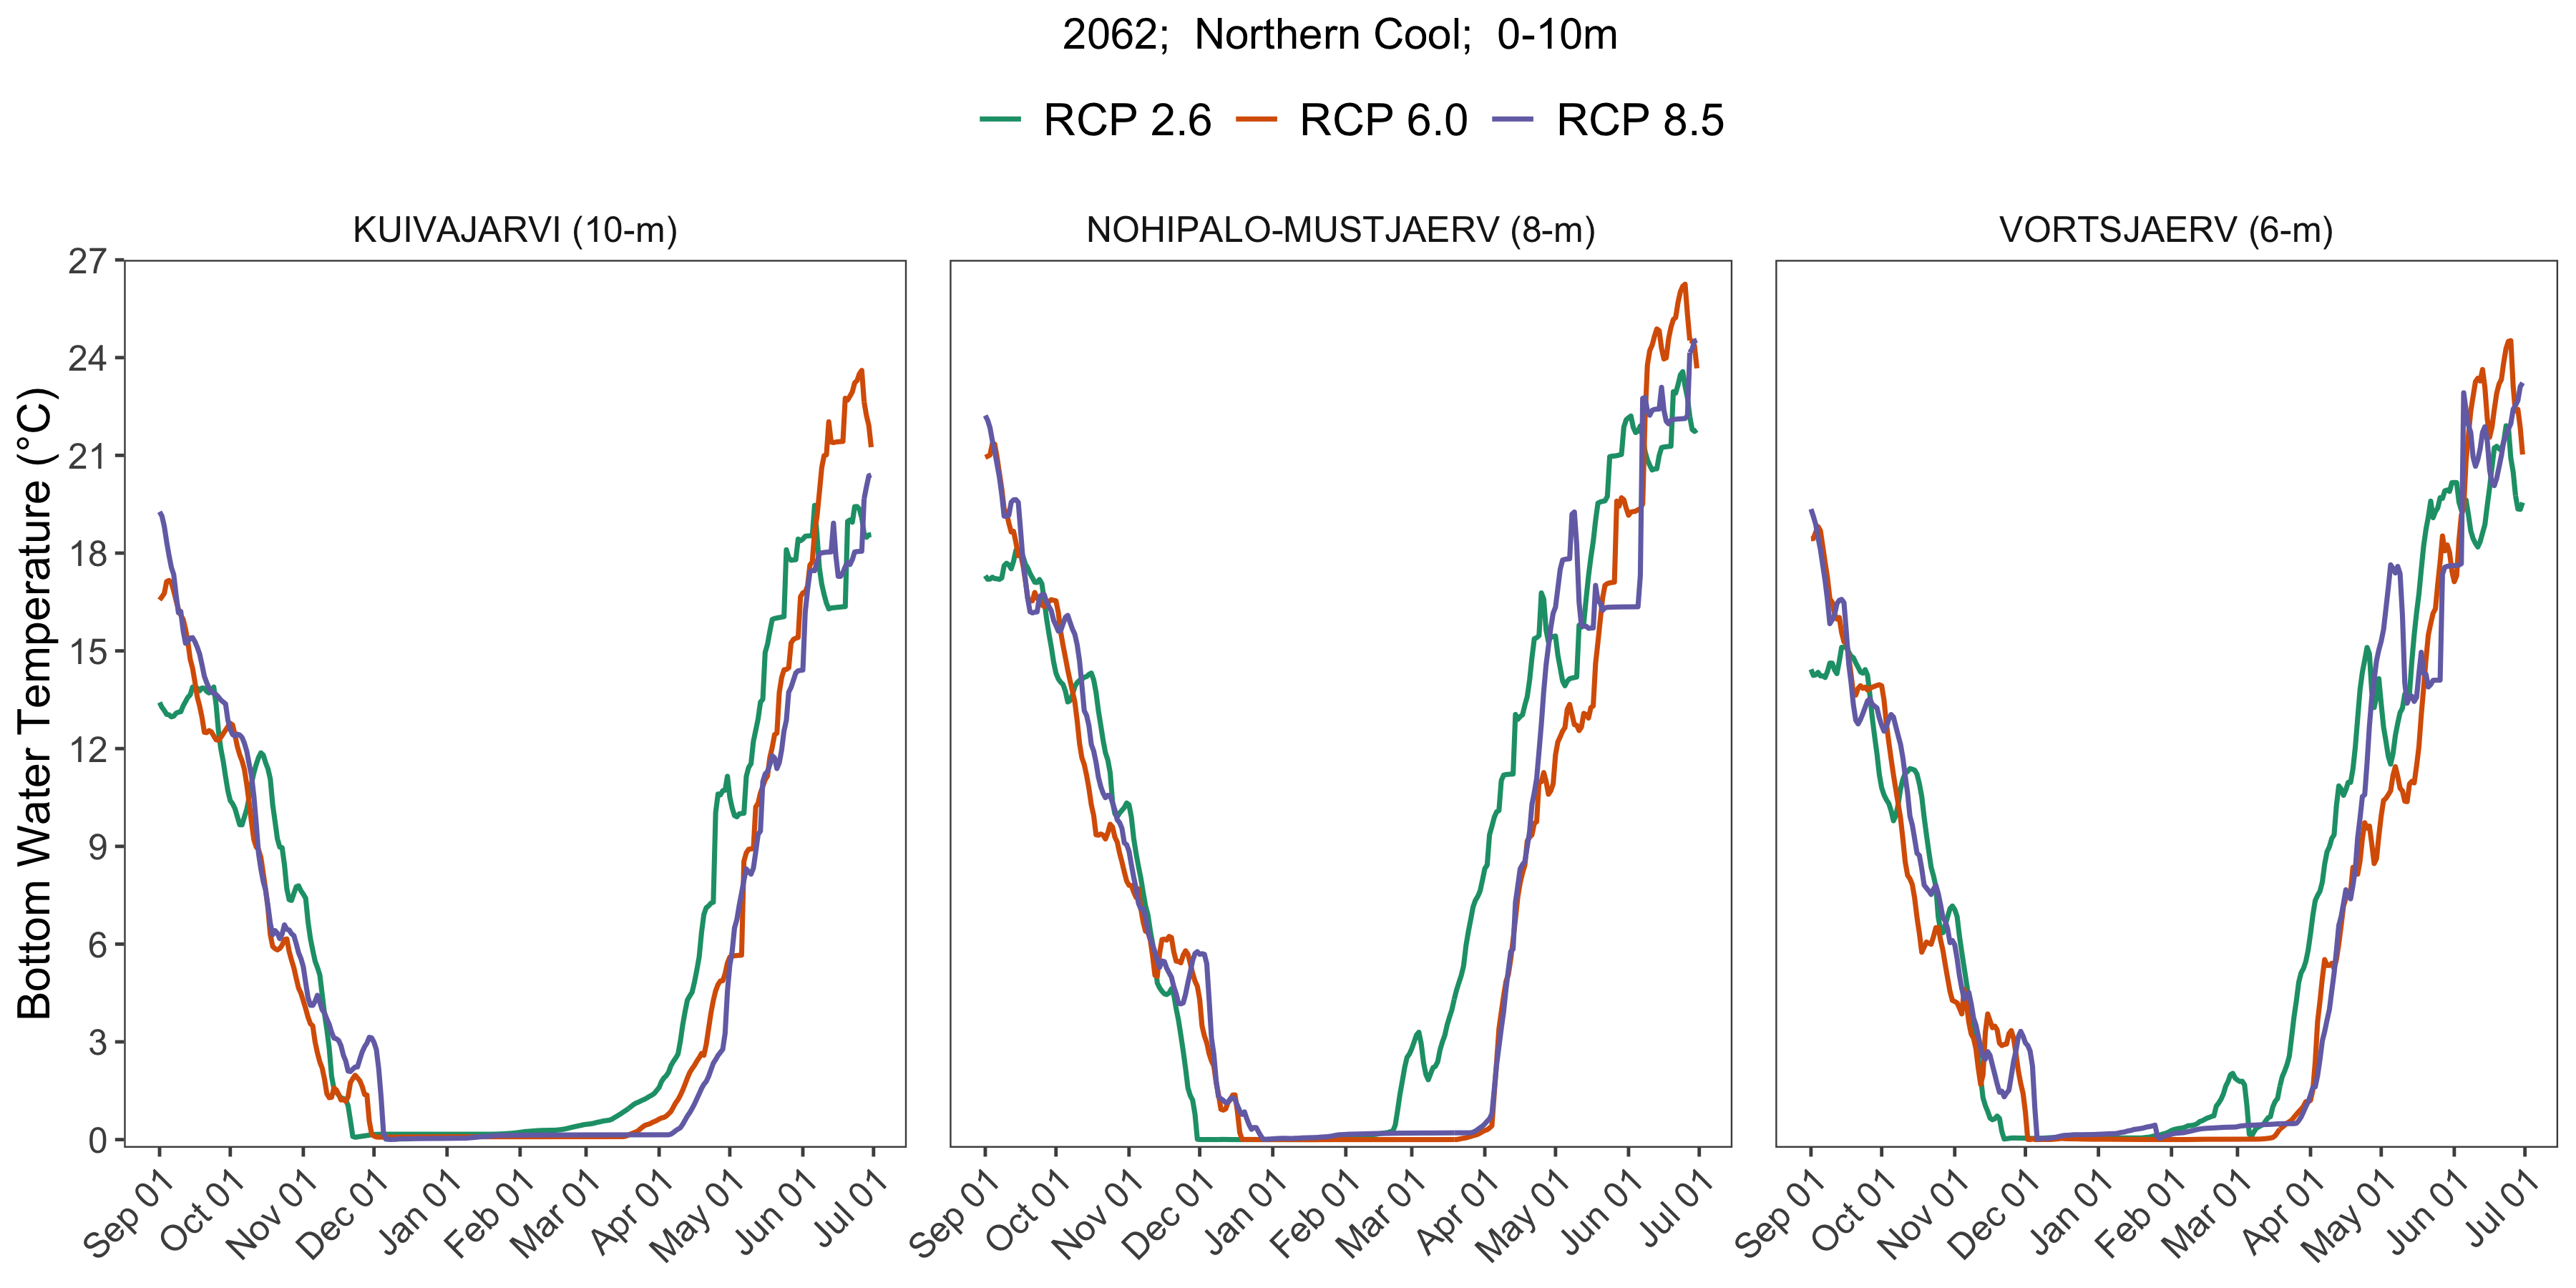 2062;  Northern Cool;  0-10m
RCP 2.6 RCP 6.0 RCP 8.5
KUIVAJARVI (10-m) NOHIPALO-MUSTJAERV (8-m) VORTSJAERV (6-m)
Bottom Water Temperature (°C)
27
24
21
18
15
12
9
6
3
0
Sep 01 Oct 01 Nov 01 Dec 01 Jan 01 Feb 01 Mar 01 Apr 01 May 01 Jun 01 Jul 01
Sep 01 Oct 01 Nov 01 Dec 01 Jan 01 Feb 01 Mar 01 Apr 01 May 01 Jun 01 Jul 01
Sep 01 Oct 01 Nov 01 Dec 01 Jan 01 Feb 01 Mar 01 Apr 01 May 01 Jun 01 Jul 01